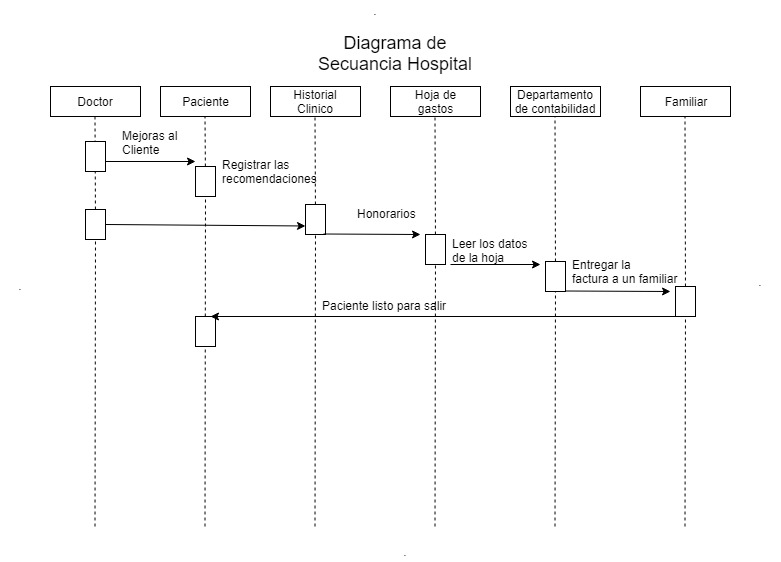 Diagrama de
Secuancia Hospital
Doctor
Paciente
Historial
Clinico
Hoja de
gastos
Departamento
de contabilidad
Familiar
Mejoras al
Cliente
Registrar las
recomendaciones
Honorarios
Leer los datos
de la hoja
Entregar la
factura a un familiar
Paciente listo para salir